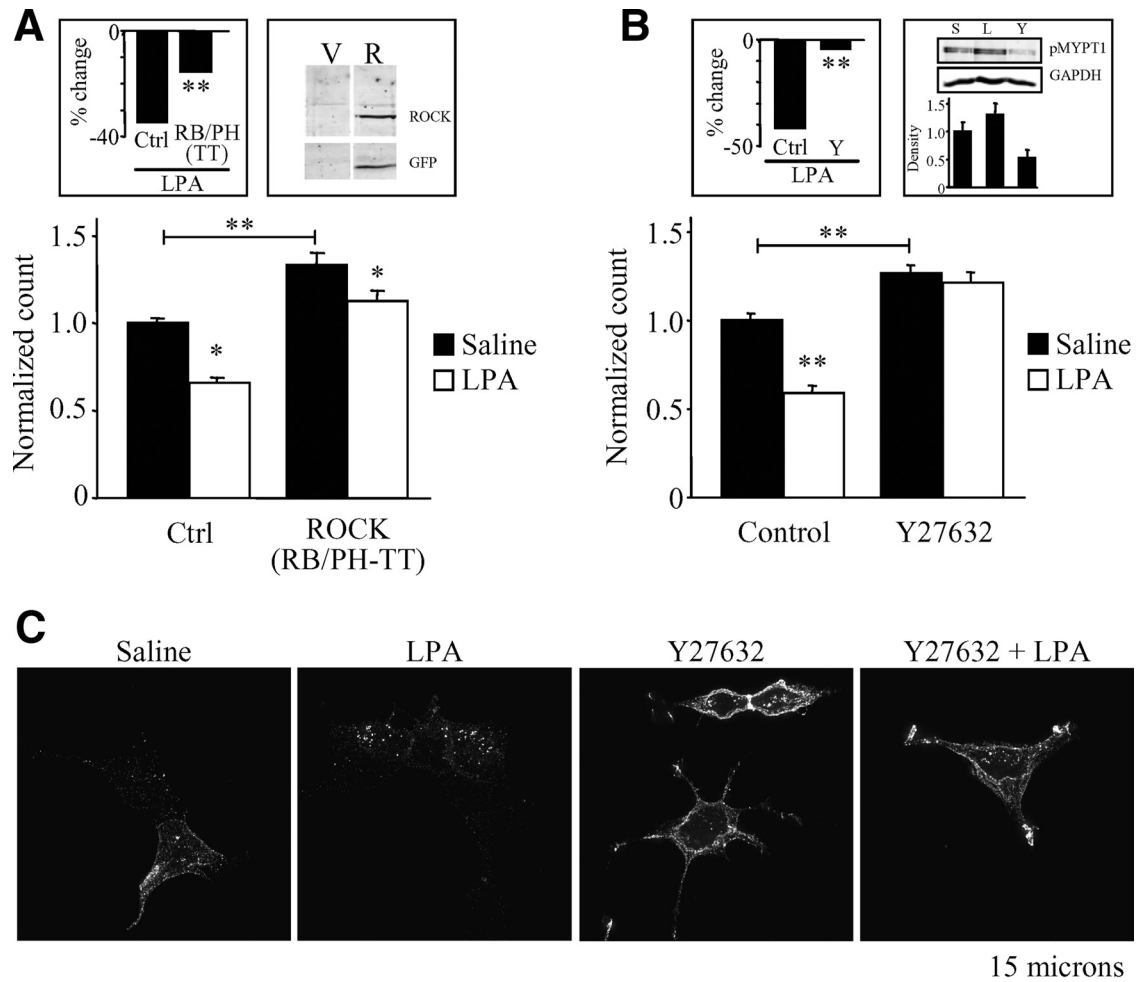 A
0
% change
-40
Ctrl
RB/PH
(TT)
**
LPA
V R
ROCK
GFP
1.5
1.0
0.5
0
Normalized count
**
*
*
Saline
LPA
Ctrl
ROCK
(RB/PH-TT)
B
0
% change
-50
**
Ctrl Y
LPA
S L Y
pMYPT1
GAPDH
1.5
1.0
0.5
0
Density
1.5
1.0
0.5
0
Normalized count
**
**
Saline
LPA
Control Y27632
C
Saline LPA Y27632 Y27632 + LPA
15 microns